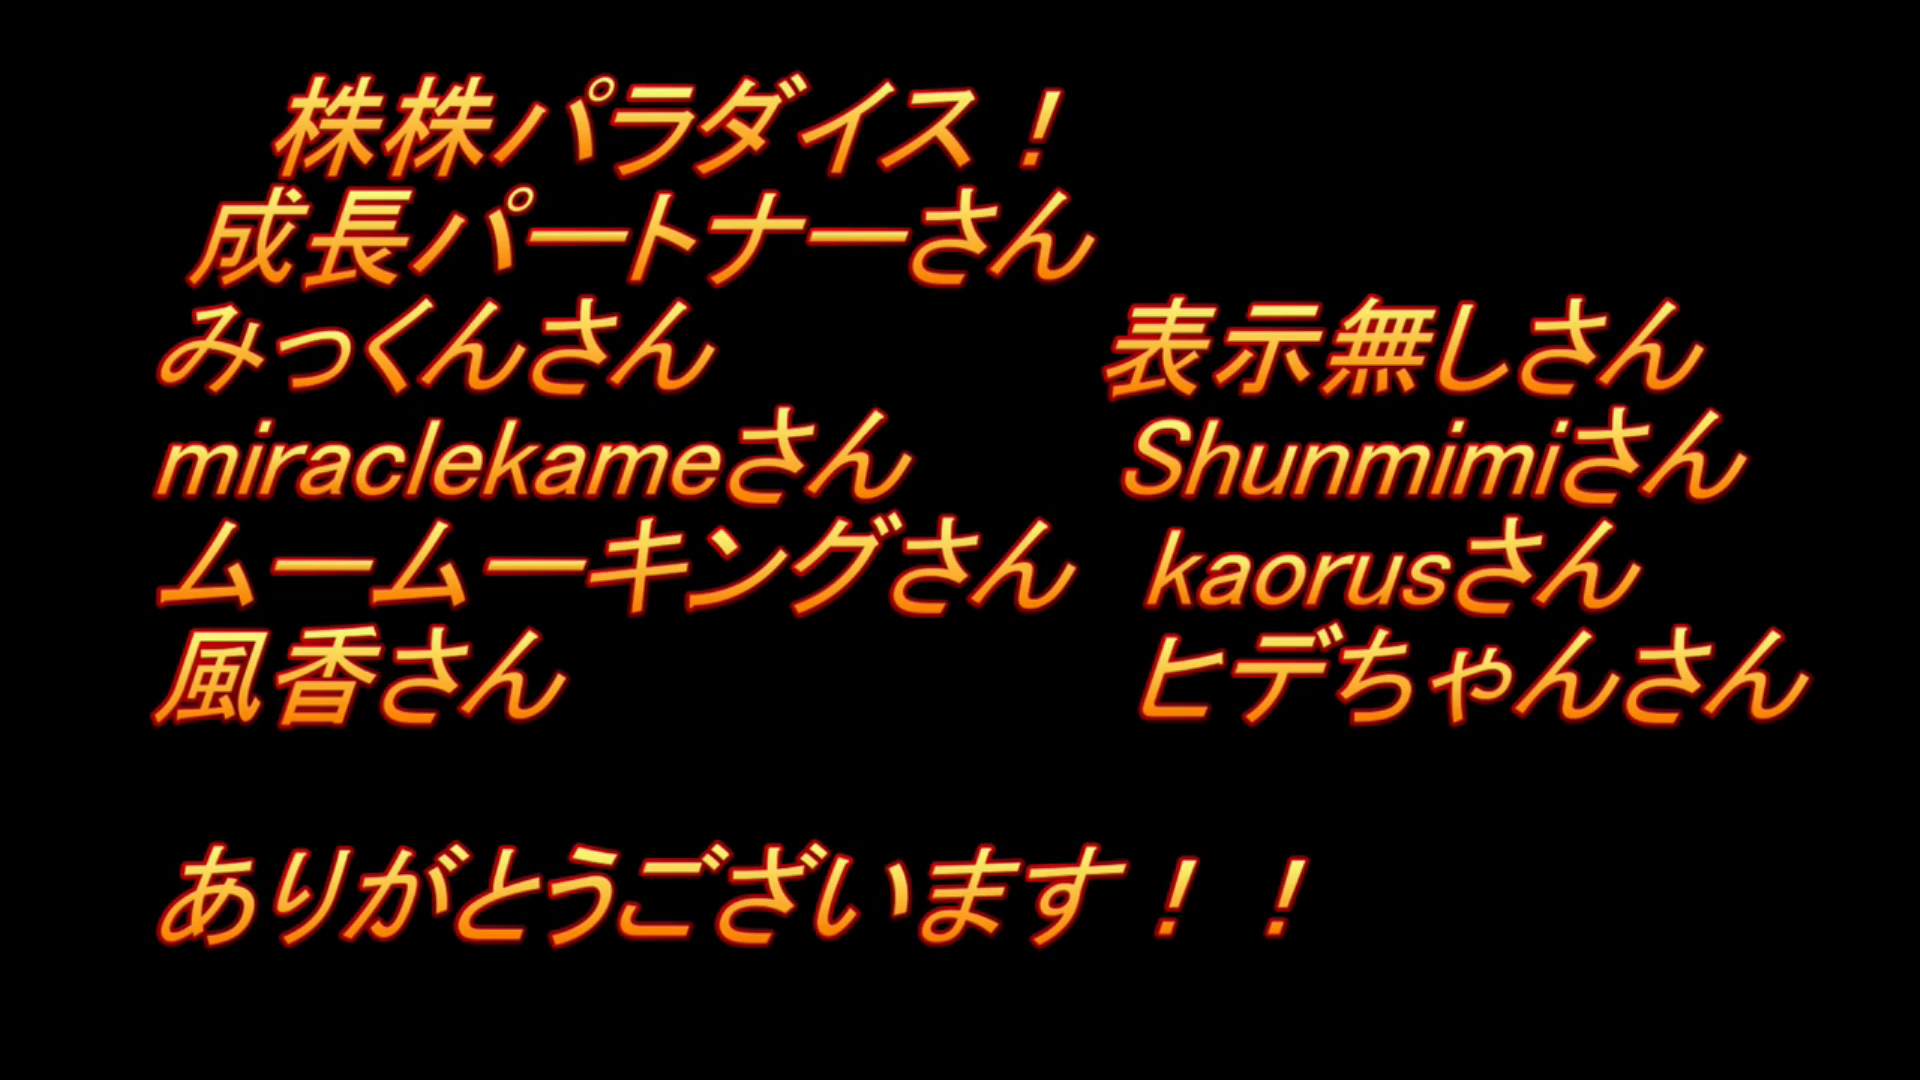 株株パラダイス！
成長パートナーさん
みっくんさん 表示無しさん
miraclekameさん Shunmimiさん
ムームーキングさん kaorusさん
風香さん ヒデちゃんさん
ありがとうございます！！